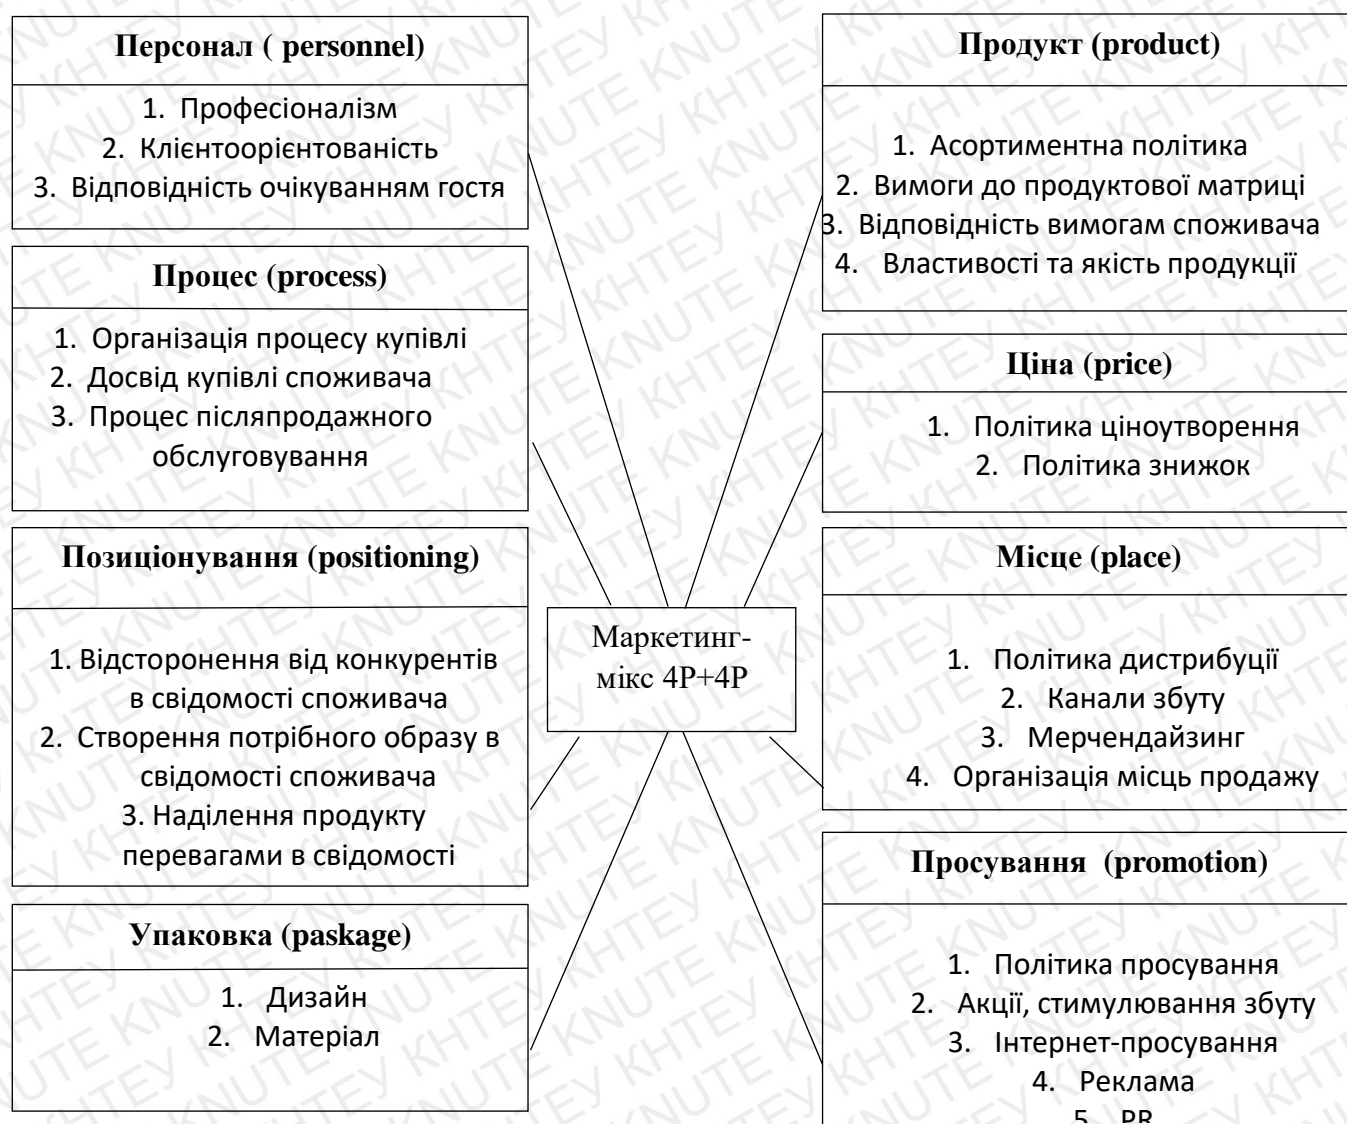 Персонал ( personnel)
1. Професіоналізм
2. Клієнтоорієнтованість
3. Відповідність очікуванням гостя
Процес (process)
1. Організація процесу купівлі
2. Досвід купівлі споживача
3. Процес післяпродажного
обслуговування
Позиціонування (positioning)
1. Відсторонення від конкурентів
в свідомості споживача
2. Створення потрібного образу в
свідомості споживача
3. Наділення продукту
перевагами в свідомості
Упаковка (paskage)
1. Дизайн
2. Матеріал
Маркетинг-
мікс 4Р+4Р
Продукт (product)
1. Асортиментна політика
2. Вимоги до продуктової матриці
3. Відповідність вимогам споживача
4. Властивості та якість продукції
Ціна (price)
1. Політика ціноутворення
2. Політика знижок
Місце (place)
1. Політика дистрибуції
2. Канали збуту
3. Мерчендайзинг
4. Організація місць продажу
Просування (promotion)
1. Політика просування
2. Акції, стимулювання збуту
3. Інтернет-просування
4. Реклама
5. PR